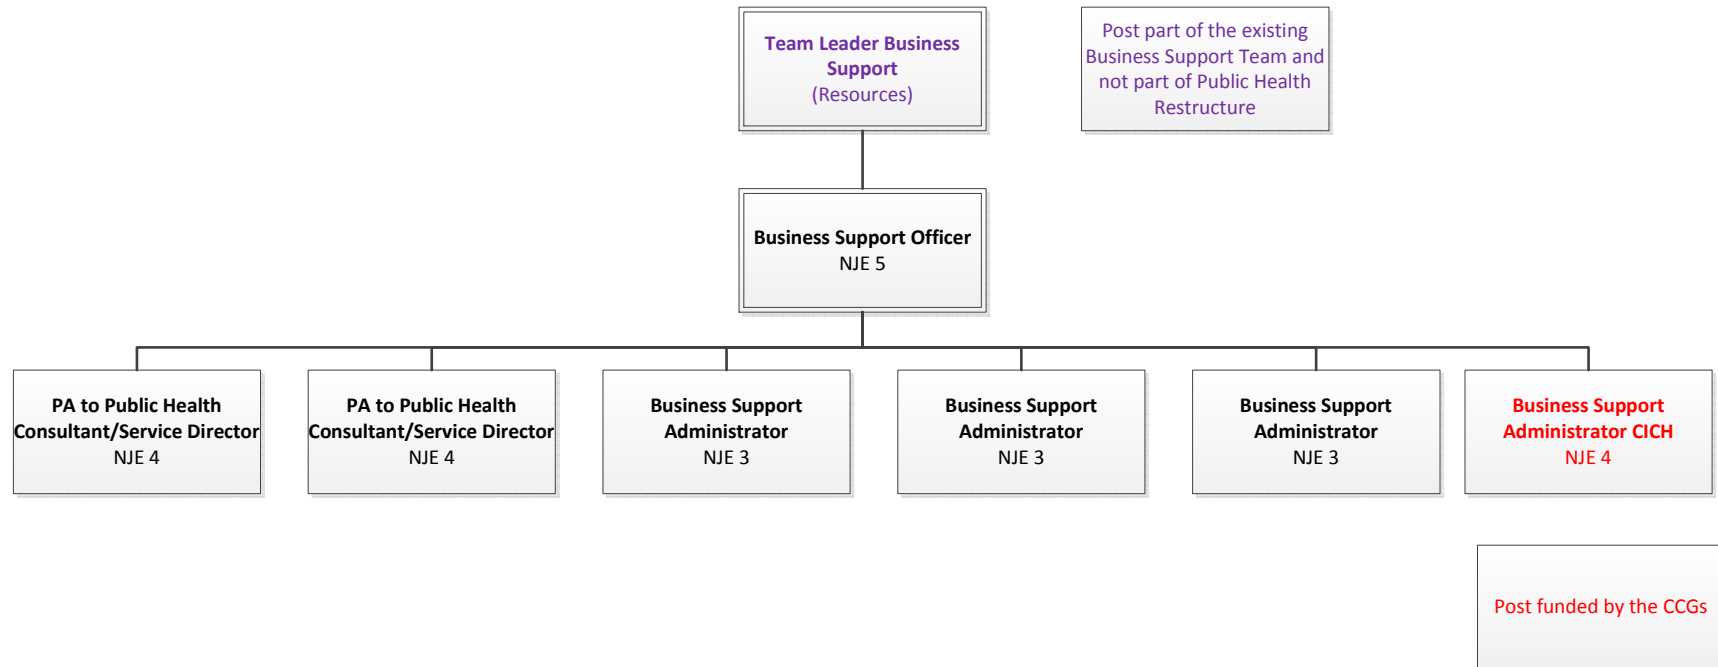 Team Leader Business
Support
(Resources)
Post part of the existing
Business Support Team and
not part of Public Health
Restructure
Business Support Officer
NJE 5
PA to Public Health
Consultant/Service Director
NJE 4
PA to Public Health
Consultant/Service Director
NJE 4
Business Support
Administrator
NJE 3
Business Support
Administrator
NJE 3
Business Support
Administrator
NJE 3
Business Support
Administrator CICH
NJE 4
Post funded by the CCGs